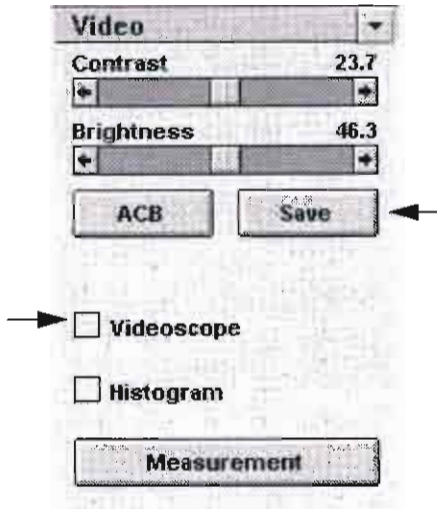 Video
Contrast 23.7
Brightness 46.3
ACB Save
Videoscope
Histogram
Measurement